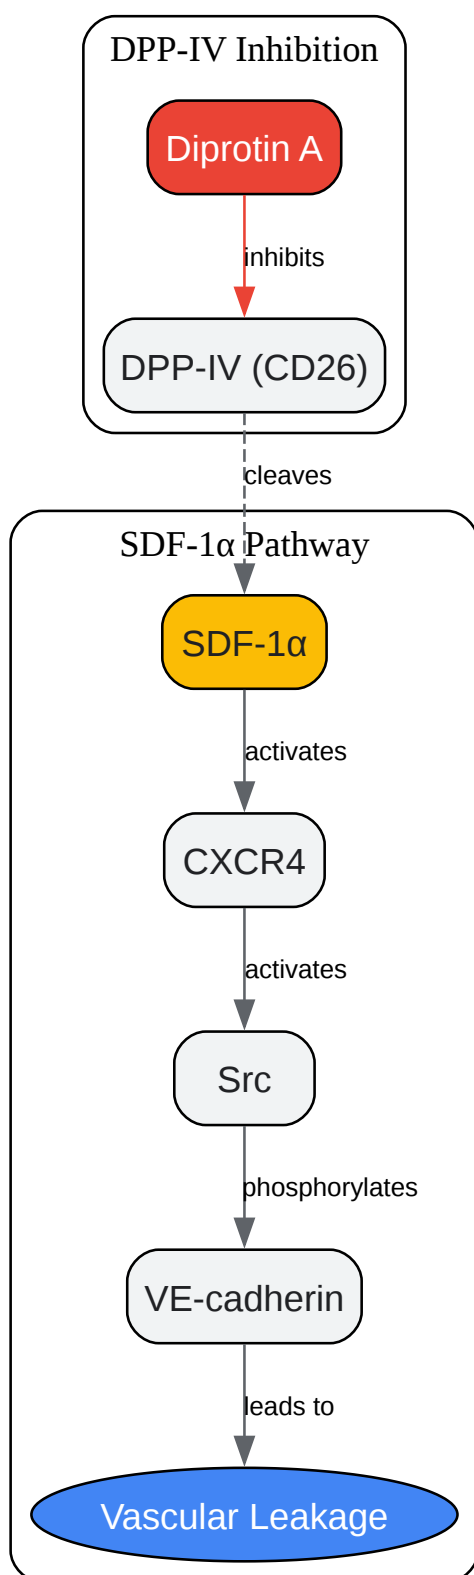 DPP-IV Inhibition
Diprotin A
inhibits
DPP-IV (CD26)
cleaves
SDF-1α Pathway
SDF-1α
activates
CXCR4
activates
Src
phosphorylates
VE-cadherin
leads to
Vascular Leakage